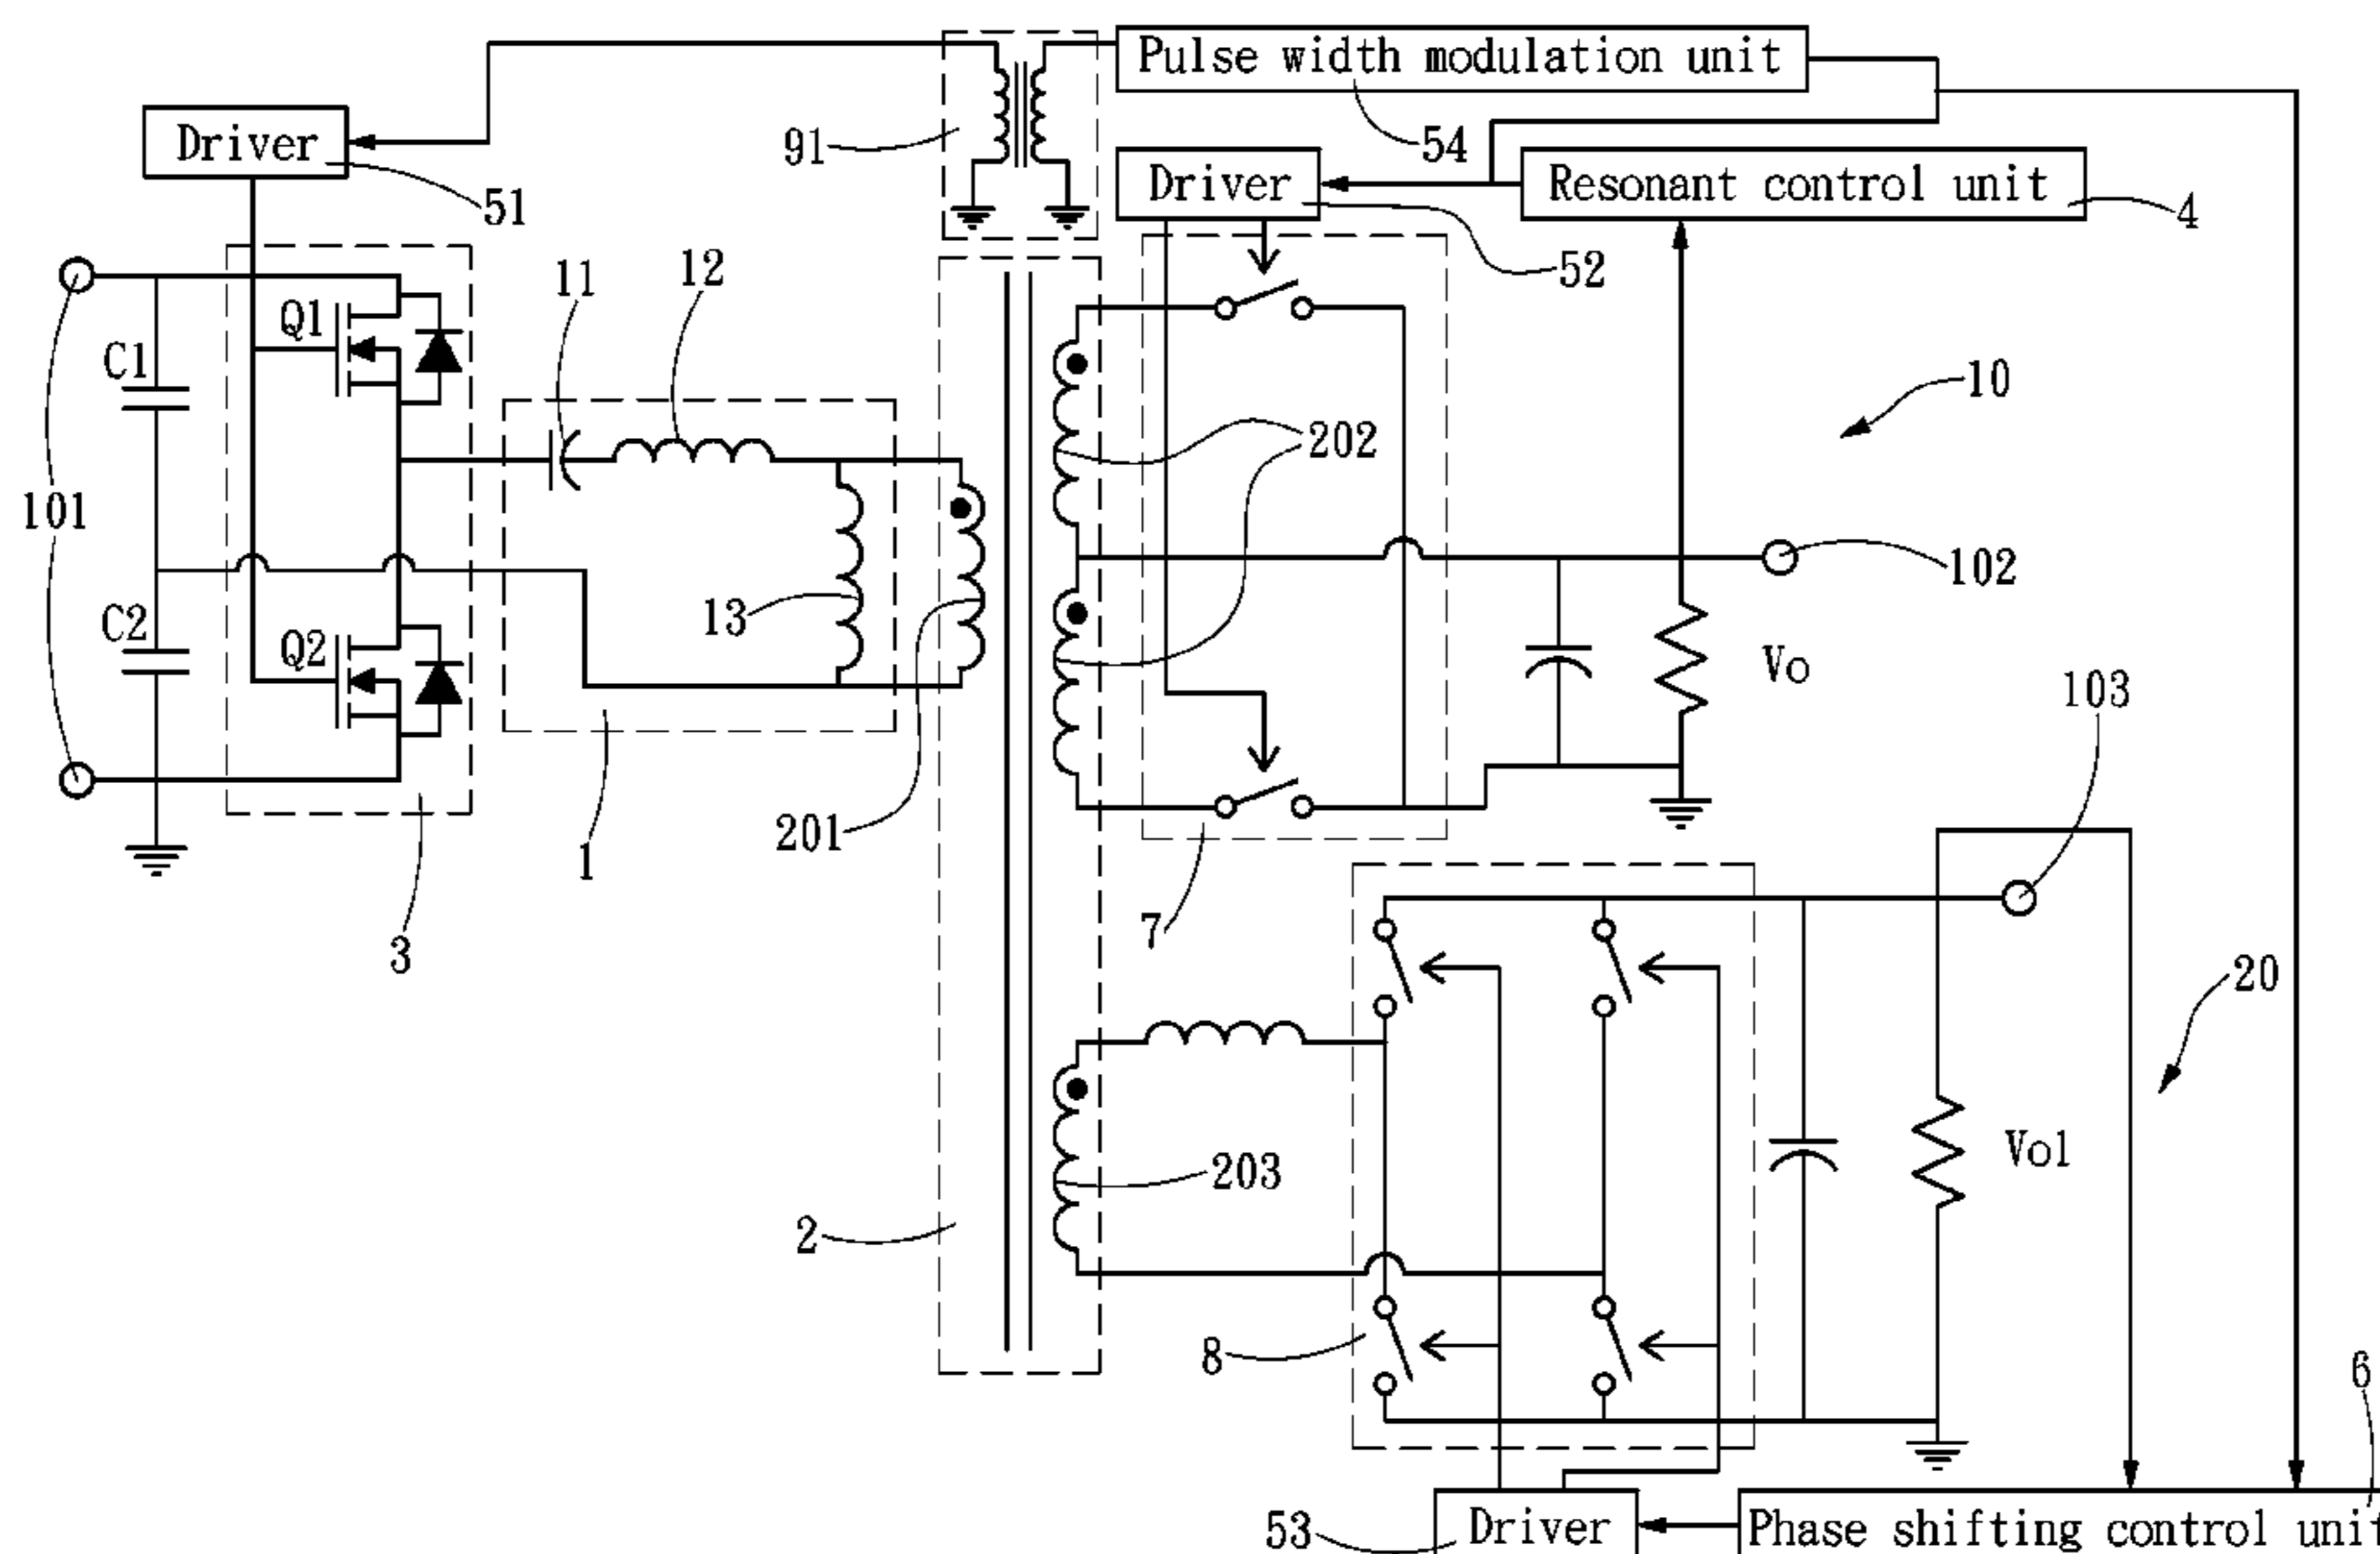 Pulse width modulation unit
Driver
91
54
Driver
Resonant control unit
51
4
52
11
12
Q1
C1
10
202
101
102
13
C2
Q2
Vo
103
201
1
3
7
20
Vo1
203
2
8
6
53
Driver
Phase shifting control unit